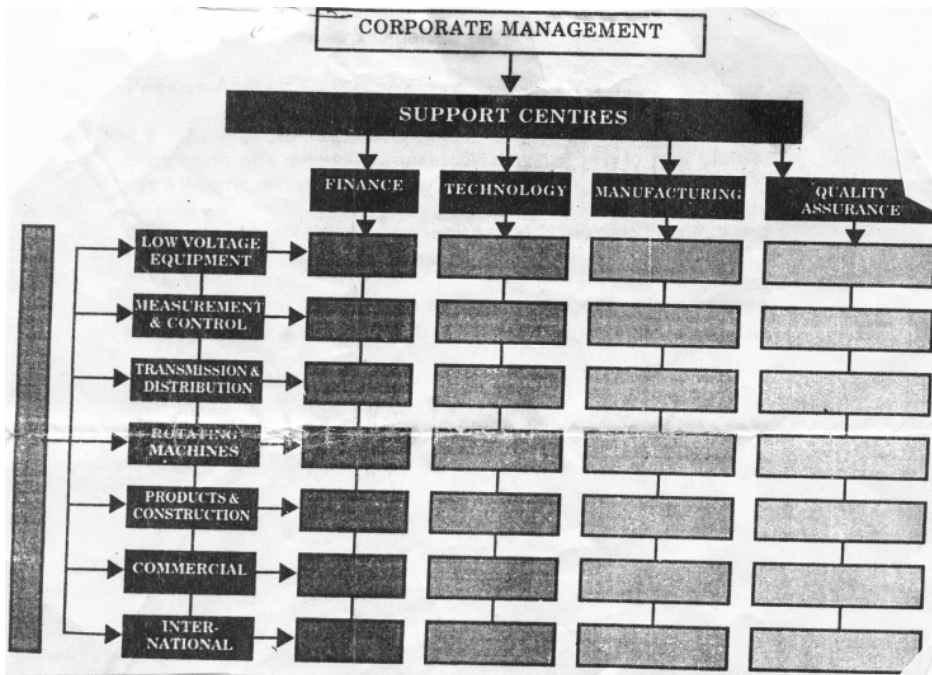 CORPORATE MANAGEMENT
SUPPORT CENTRES
FINANCE
TECHNOLOGY
MANUFACTURING
QUALITY
ASSURANCE
LOW VOLTAGE
EQUIPMENT
MEASUREMENT
& CONTROL
TRANSMISSION &
DISTRIBUTION
ROTATING
MACHINES
PRODUCTS &
CONSTRUCTION
COMMERCIAL
INTER-
NATIONAL